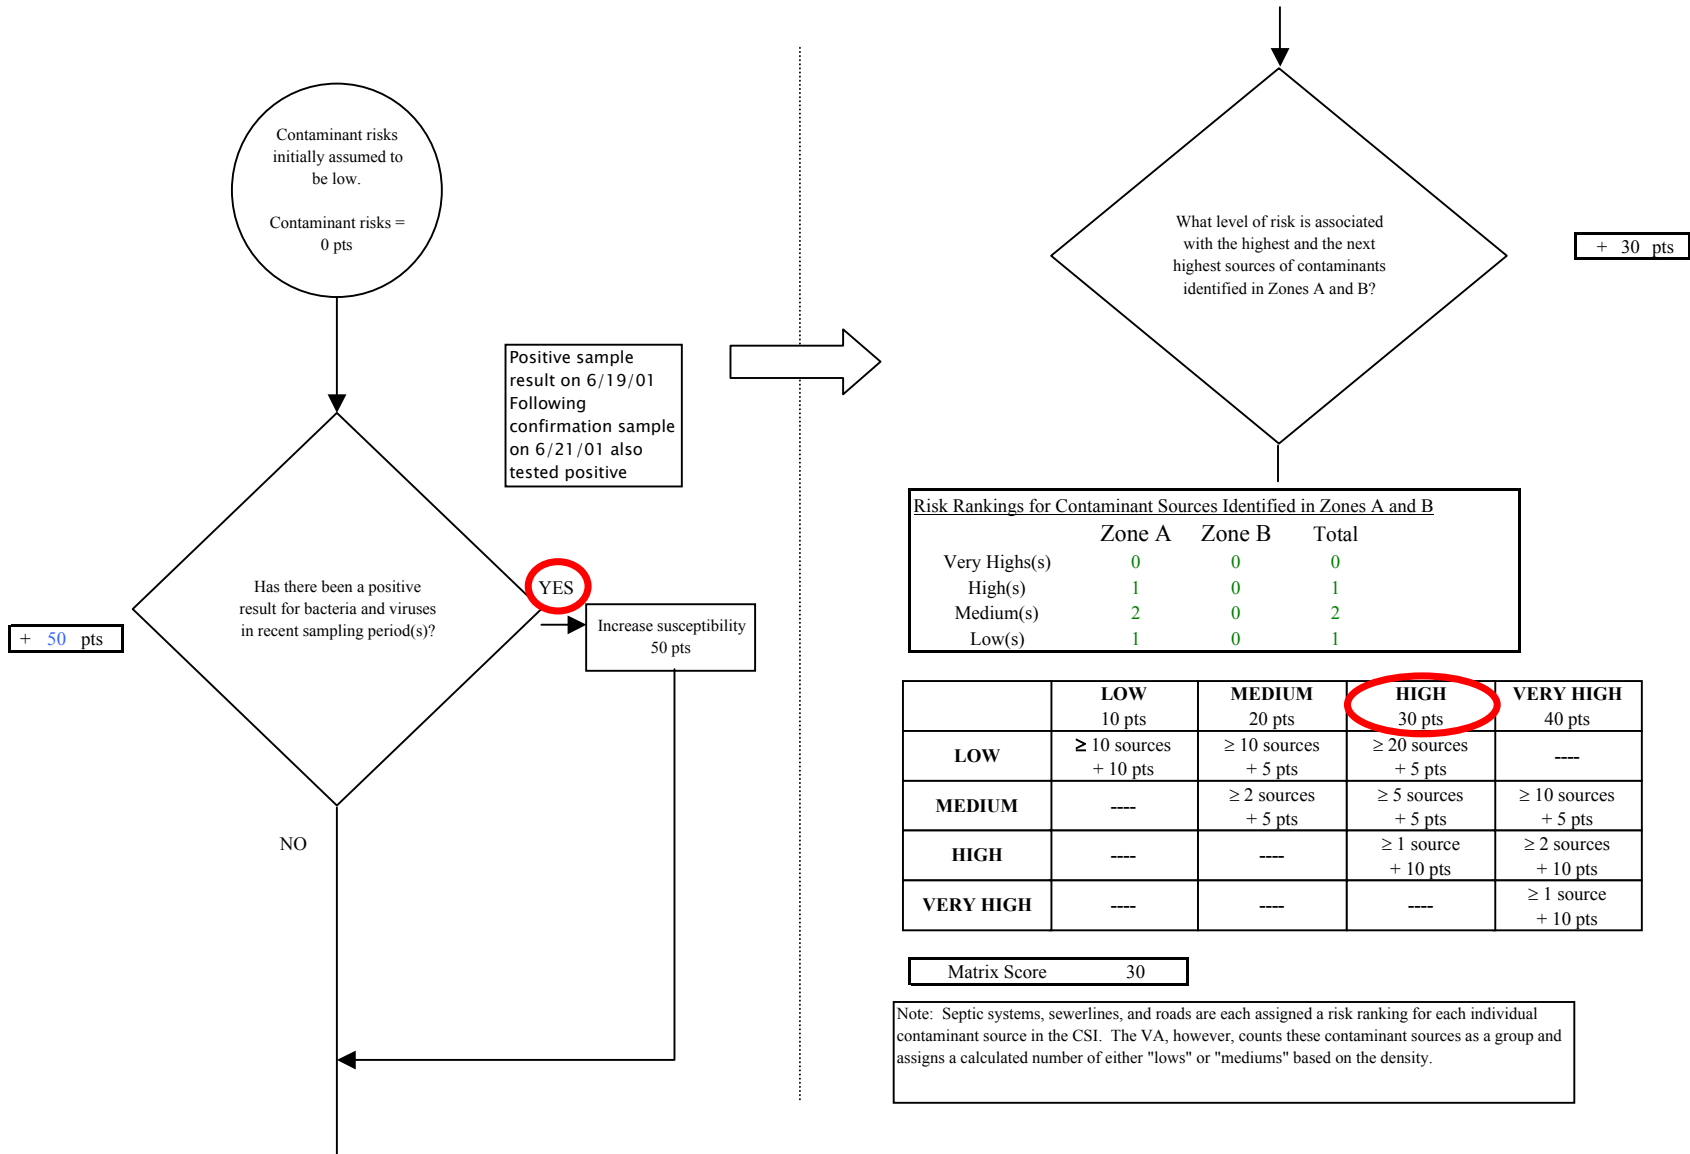 Contaminant risks
initially assumed to
be low.
Contaminant risks =
0 pts
Positive sample
result on 6/19/01
Following
confirmation sample
on 6/21/01 also
tested positive
Has there been a positive
result for bacteria and viruses
in recent sampling period(s)?
YES
+ 50 pts
Increase susceptibility
50 pts
NO
What level of risk is associated
with the highest and the next
highest sources of contaminants
identified in Zones A and B?
+ 30 pts
Risk Rankings for Contaminant Sources Identified in Zones A and B
Zone A Zone B Total
Very Highs(s) 0 0 0
High(s) 1 0 1
Medium(s) 2 0 2
Low(s) 1 0 1
LOW MEDIUM HIGH VERY HIGH
10 pts 20 pts 30 pts 40 pts
LOW ≥ 10 sources ≥ 10 sources ≥ 20 sources ----
+ 10 pts + 5 pts + 5 pts
MEDIUM ---- ≥ 2 sources ≥ 5 sources ≥ 10 sources
+ 5 pts + 5 pts + 5 pts
HIGH ---- ---- ≥ 1 source ≥ 2 sources
+ 10 pts + 10 pts
VERY HIGH ---- ---- ---- ≥ 1 source
+ 10 pts
Matrix Score 30
Note: Septic systems, sewerlines, and roads are each assigned a risk ranking for each individual
contaminant source in the CSI. The VA, however, counts these contaminant sources as a group and
assigns a calculated number of either "lows" or "mediums" based on the density.